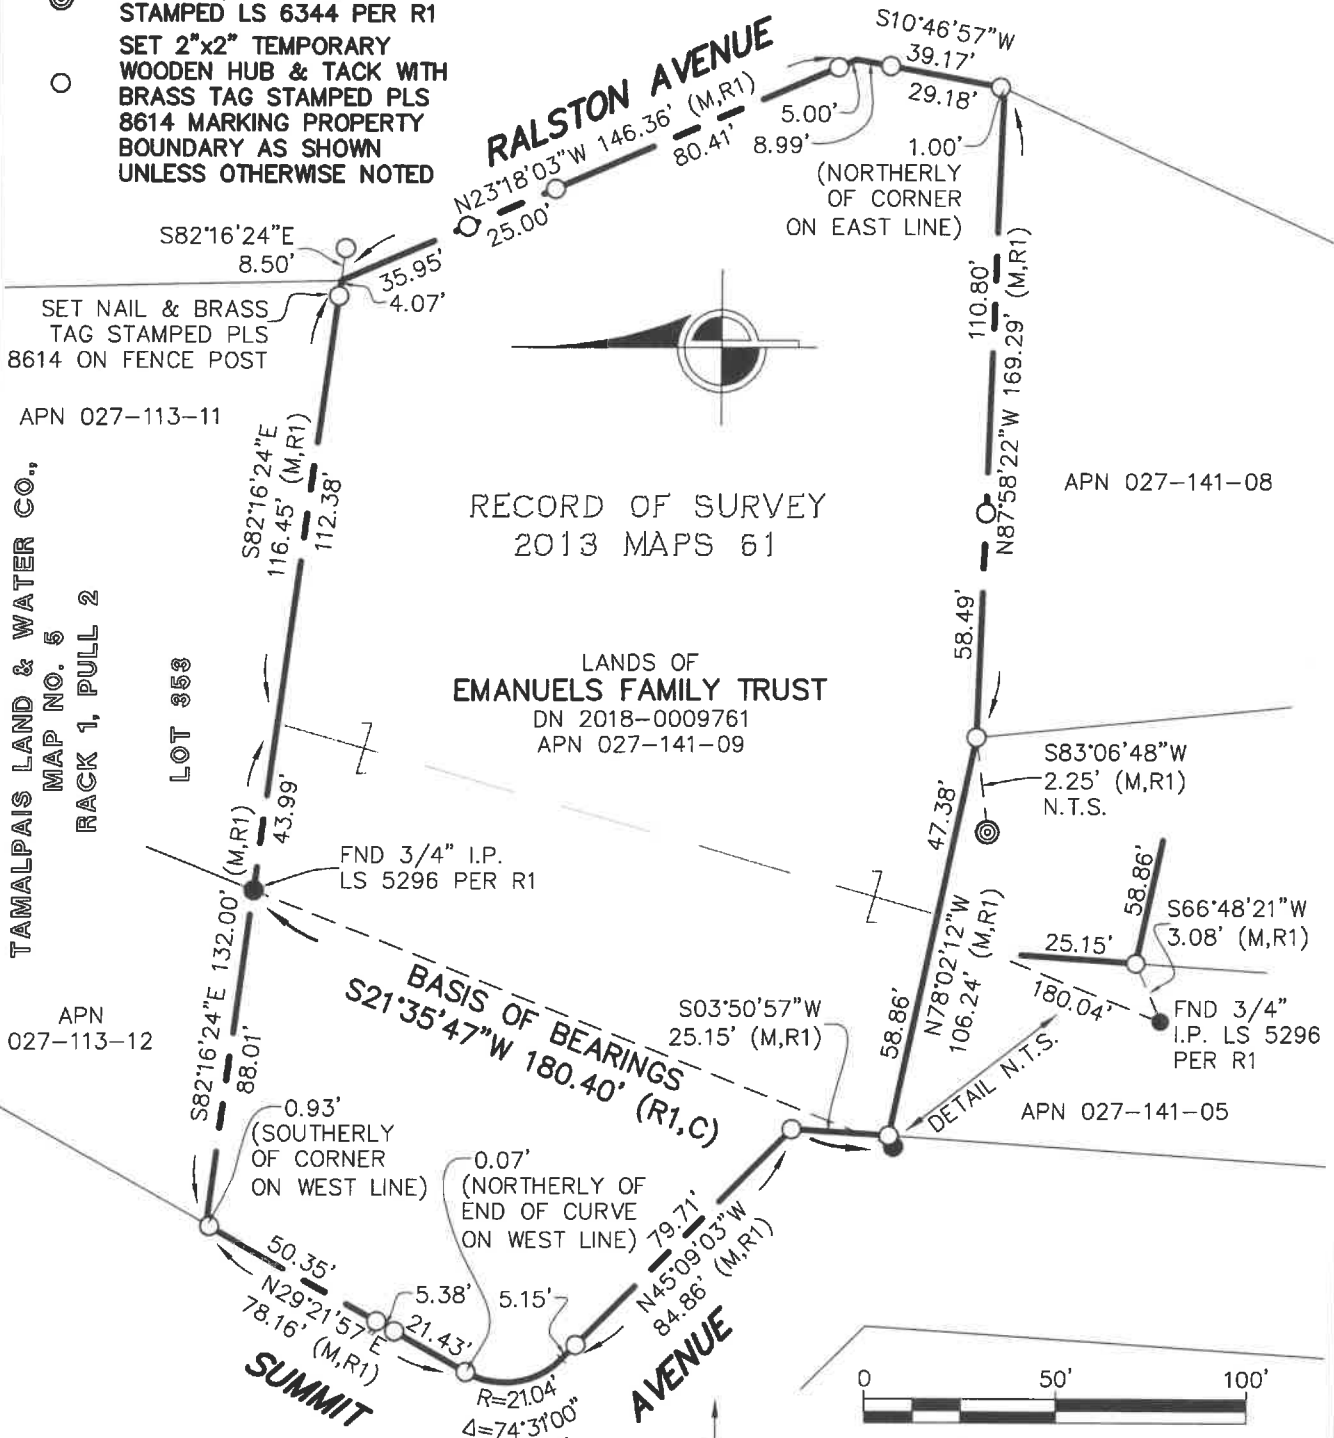 STAMPED LS 6344 PER R1
SET 2"x2" TEMPORARY
WOODEN HUB & TACK WITH
BRASS TAG STAMPED PLS
8614 MARKING PROPERTY
BOUNDARY AS SHOWN
UNLESS OTHERWISE NOTED
RALSTON AVENUE
N23°18'03"W 146.36' (M,R1)
25.00'
80.41'
5.00'
8.99'
S10°46'57"W
39.17'
29.18'
1.00'
(NORTHERLY
OF CORNER
ON EAST LINE)
S82°16'24"E
8.50'
35.95'
4.07'
SET NAIL & BRASS
TAG STAMPED PLS
8614 ON FENCE POST
APN 027-113-11
S82°16'24"E
116.45' (M,R1)
112.38'
110.80'
N87°58'22"W 169.29' (M,R1)
58.49'
APN 027-141-08
RECORD OF SURVEY
2013 MAPS 61
TAMALPAIS LAND & WATER CO.,
MAP NO. 5
RACK 1, PULL 2
LOT 353
LANDS OF
EMANUELS FAMILY TRUST
DN 2018-0009761
APN 027-141-09
S83°06'48"W
2.25' (M,R1)
N.T.S.
47.38'
43.99'
FND 3/4" I.P.
LS 5296 PER R1
S82°16'24"E 132.00' (M,R1)
88.01'
APN
027-113-12
BASIS OF BEARINGS
S21°35'47"W 180.40' (R1,C)
S03°50'57"W
25.15' (M,R1)
58.86'
N78°02'12"W
106.24' (M,R1)
58.86'
S66°48'21"W
3.08' (M,R1)
25.15'
180.04'
FND 3/4"
I.P. LS 5296
PER R1
DETAIL N.T.S.
APN 027-141-05
0.93'
(SOUTHERLY
OF CORNER
ON WEST LINE)
0.07'
(NORTHERLY OF
END OF CURVE
ON WEST LINE)
50.35'
N29°21'57"E
78.16' (M,R1)
5.38'
21.43'
5.15'
79.71'
N45°09'03"W
84.86' (M,R1)
SUMMIT
AVENUE
R=21.04'
Δ=74°31'00"
0 50' 100'